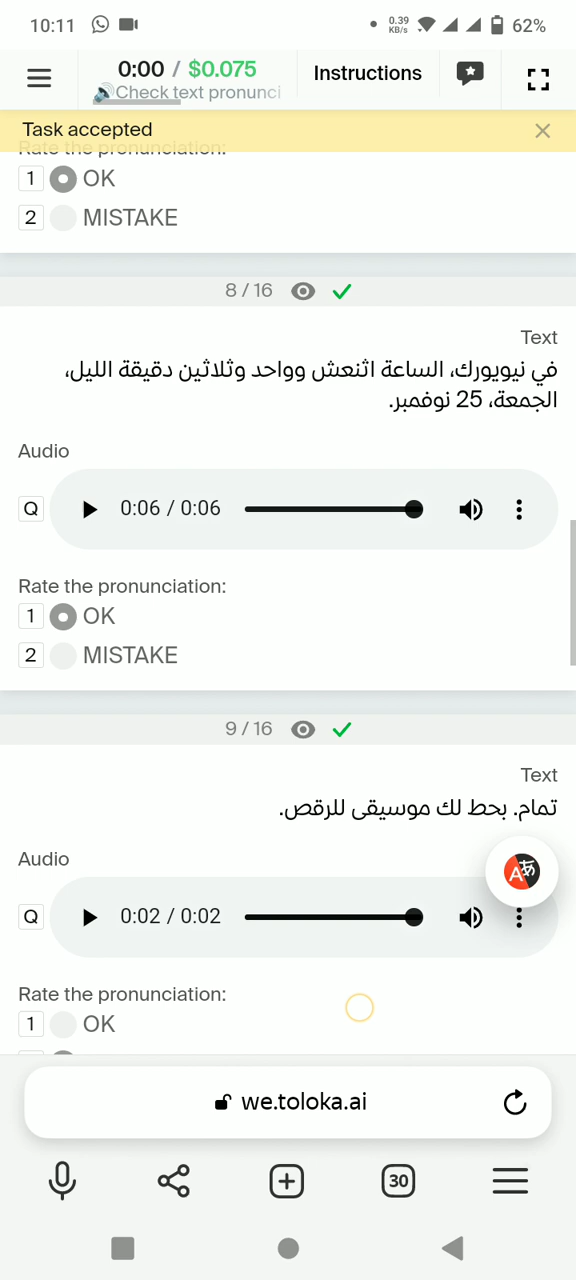 10:11
0.39
KB/s
62%
0:00 / $0.075
Check text pronunci
Instructions
Task accepted
Rate the pronunciation:
1 OK
2 MISTAKE
8 / 16
Text
في نيويورك، الساعة اثنعش وواحد وثلاثين دقيقة الليل،
الجمعة، 25 نوفمبر.
Audio
Q 0:06 / 0:06
Rate the pronunciation:
1 OK
2 MISTAKE
9 / 16
Text
تمام. بحط لك موسيقى للرقص.
Audio
A あ
Q 0:02 / 0:02
Rate the pronunciation:
1 OK
we.toloka.ai
30